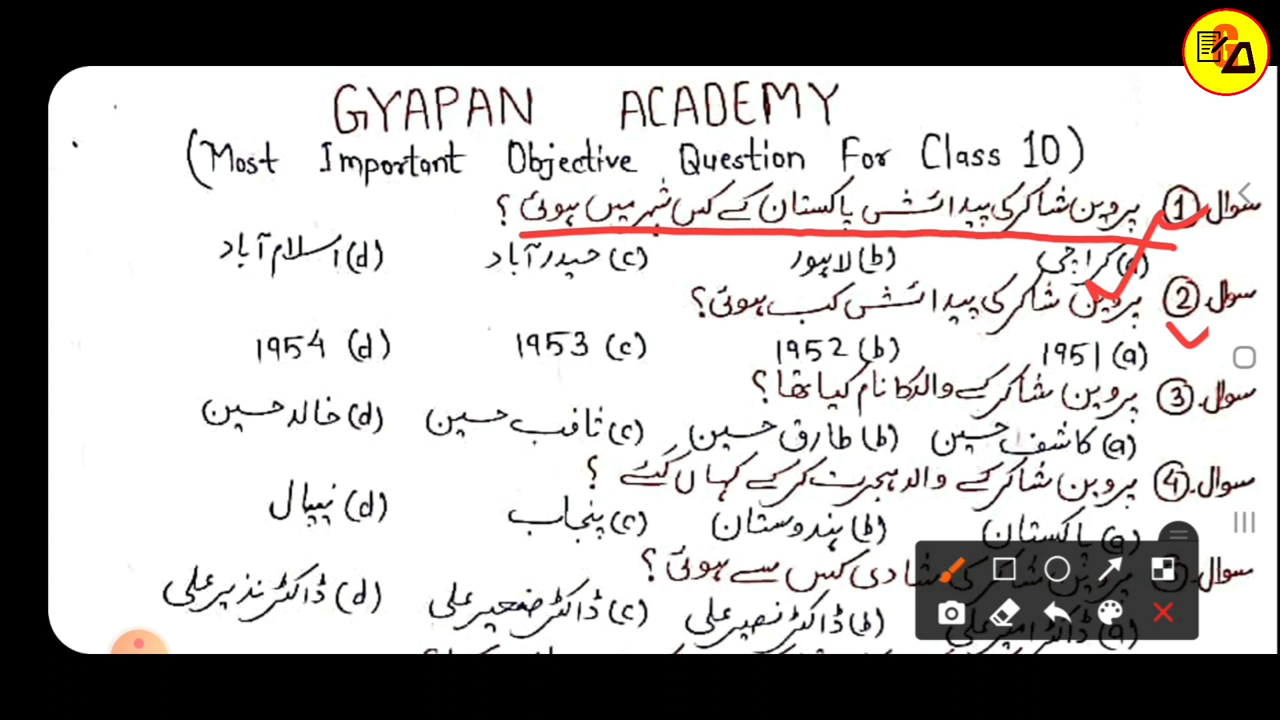 GYAPAN ACADEMY
(Most Important Objective Question For Class 10)
سوال ① پروین شاکر کی پیدائش پاکستان کے کس شہر میں ہوئی؟
(a) کراچی (b) لاہور (c) حیدرآباد (d) اسلام آباد
سوال ② پروین شاکر کی پیدائش کب ہوئی؟
(a) 1951 (b) 1952 (c) 1953 (d) 1954
سوال ③ پروین شاکر کے والد کا نام کیا تھا؟
(a) کاشف حسین (b) طارق حسین (c) ثاقب حسین (d) خالد حسین
سوال ④ پروین شاکر کے والد ہجرت کر کے کہاں گئے ؟
(a) پاکستان (b) ہندوستان (c) پنجاب (d) نیپال
سوال پروین شاکر کی شادی کس سے ہوئی؟
(a) ڈاکٹر (b) ڈاکٹر نصیر علی (c) ڈاکٹر ضمیر علی (d) ڈاکٹر نذیر علی